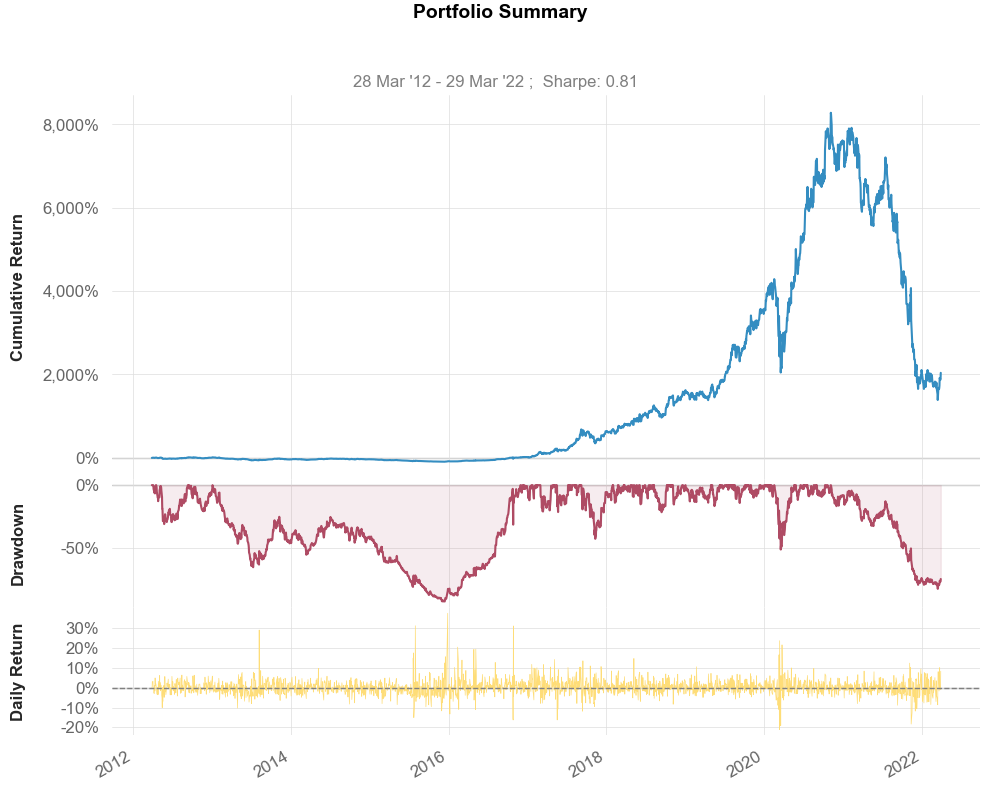 Portfolio Summary
28 Mar '12 - 29 Mar '22 ;  Sharpe: 0.81
Cumulative Return
8,000%
6,000%
4,000%
2,000%
0%
Drawdown
0%
-50%
Daily Return
30%
20%
10%
0%
-10%
-20%
2012 2014 2016 2018 2020 2022